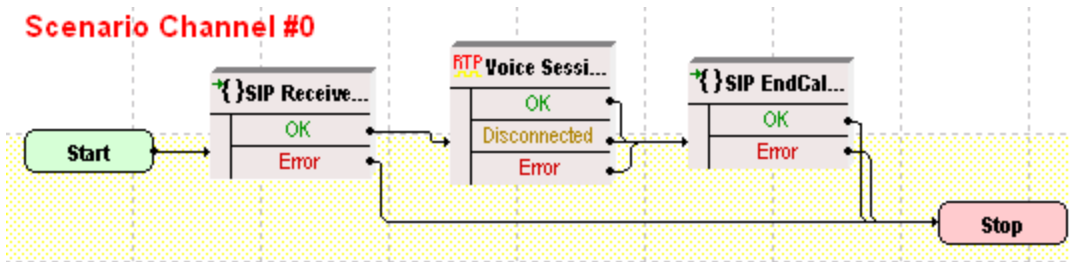 Scenario Channel #0
Start
{}SIP Receive...
OK
Error
RTP Voice Sessi...
OK
Disconnected
Error
{}SIP EndCal...
OK
Error
Stop